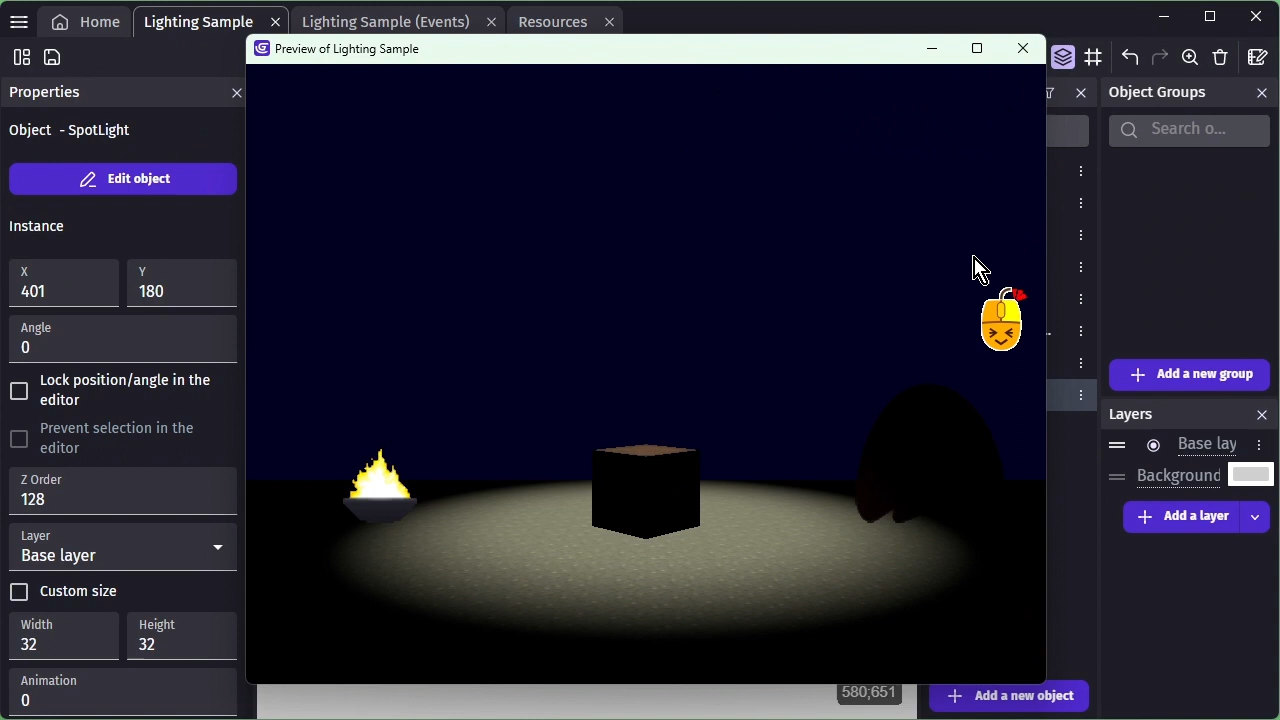 Home
Lighting Sample
Lighting Sample (Events)
Resources
Preview of Lighting Sample
Properties
Object - SpotLight
Edit object
Instance
X
401
Y
180
Angle
0
Lock position/angle in the
editor
Prevent selection in the
editor
Z Order
128
Layer
Base layer
Custom size
Width
32
Height
32
Animation
0
580;651
Add a new object
Object Groups
Search o...
Add a new group
Layers
Base lay
Background
Add a layer